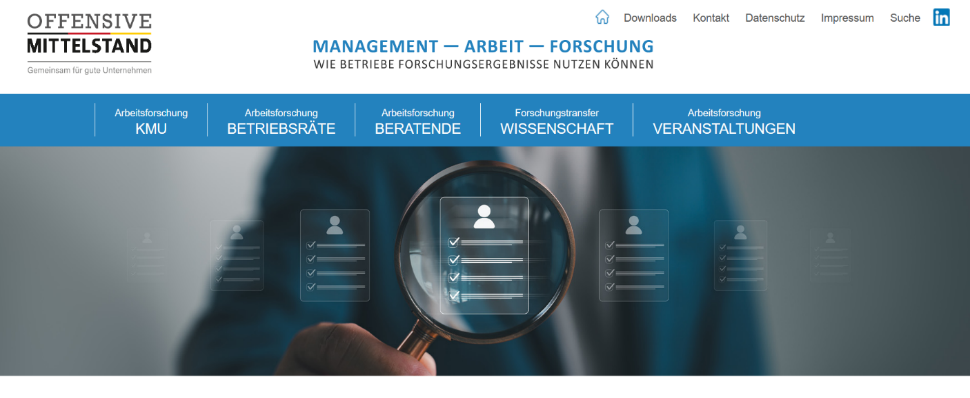 OFFENSIVE
MITTELSTAND
Gemeinsam für gute Unternehmen
Downloads Kontakt Datenschutz Impressum Suche in
MANAGEMENT — ARBEIT — FORSCHUNG
WIE BETRIEBE FORSCHUNGSERGEBNISSE NUTZEN KÖNNEN
Arbeitsforschung
KMU
Arbeitsforschung
BETRIEBSRÄTE
Arbeitsforschung
BERATENDE
Forschungstransfer
WISSENSCHAFT
Arbeitsforschung
VERANSTALTUNGEN